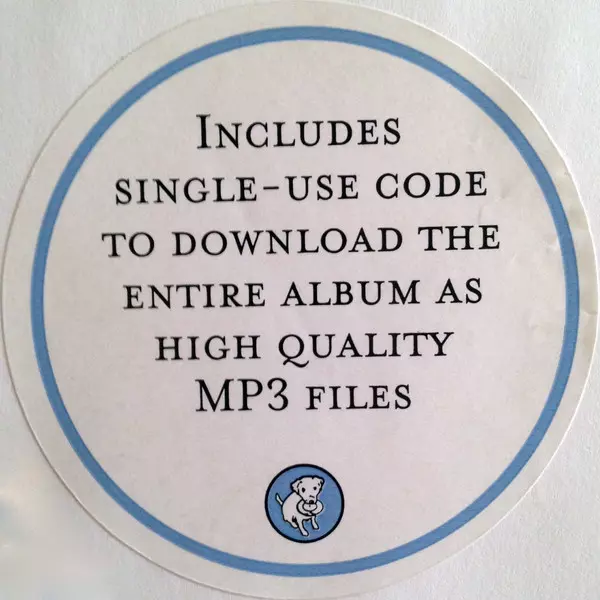 Includes
single-use code
to download the
entire album as
high quality
MP3 files